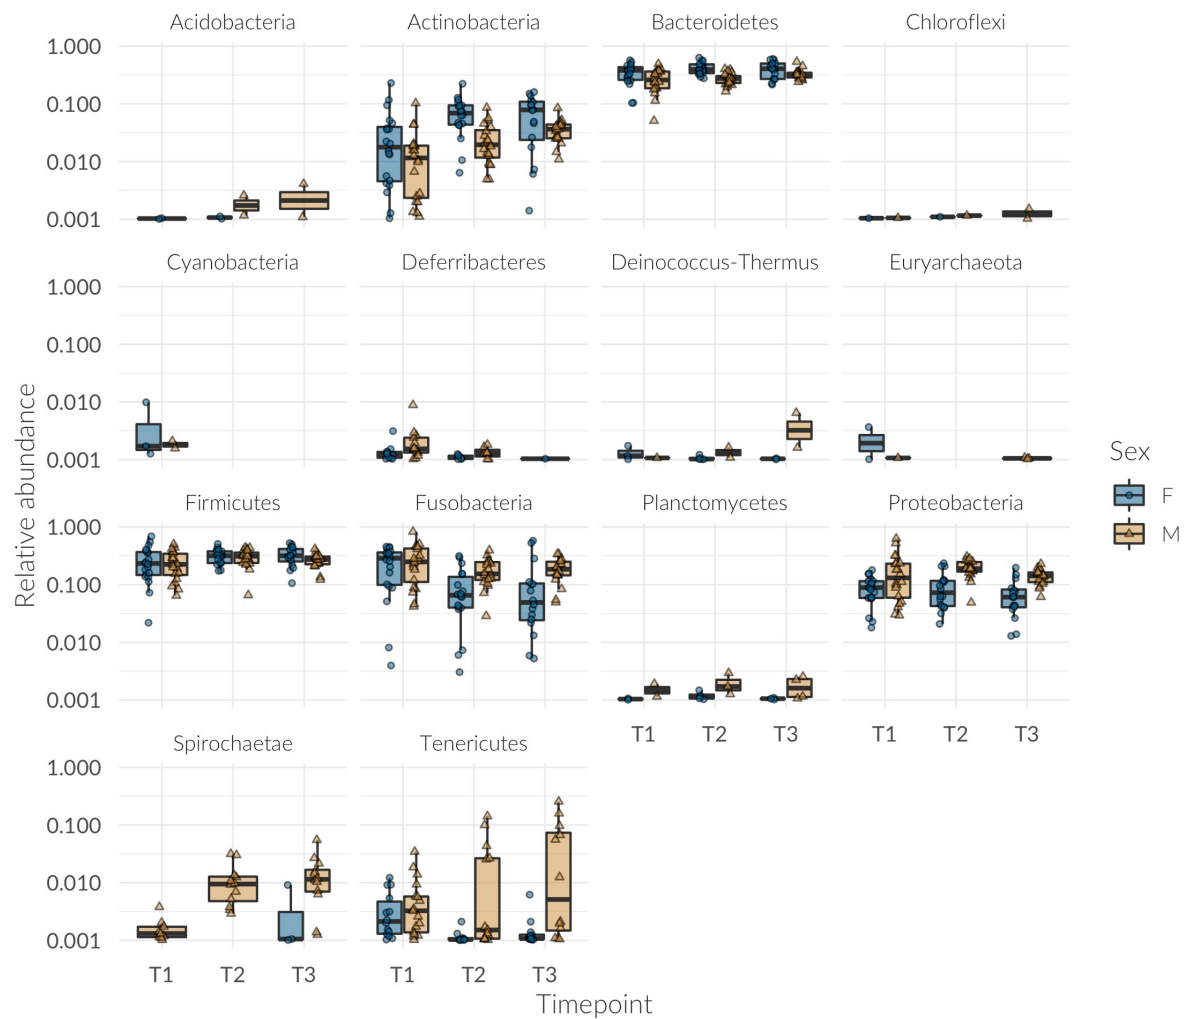 Acidobacteria Actinobacteria Bacteroidetes Chloroflexi
1.000
0.100
0.010
0.001
Cyanobacteria Deferribacteres Deinococcus-Thermus Euryarchaeota
1.000
0.100
0.010
0.001
Relative abundance
Firmicutes Fusobacteria Planctomycetes Proteobacteria
1.000
0.100
0.010
0.001
T1 T2 T3 T1 T2 T3
Spirochaetae Tenericutes
1.000
0.100
0.010
0.001
T1 T2 T3 T1 T2 T3
Timepoint
Sex
F
M